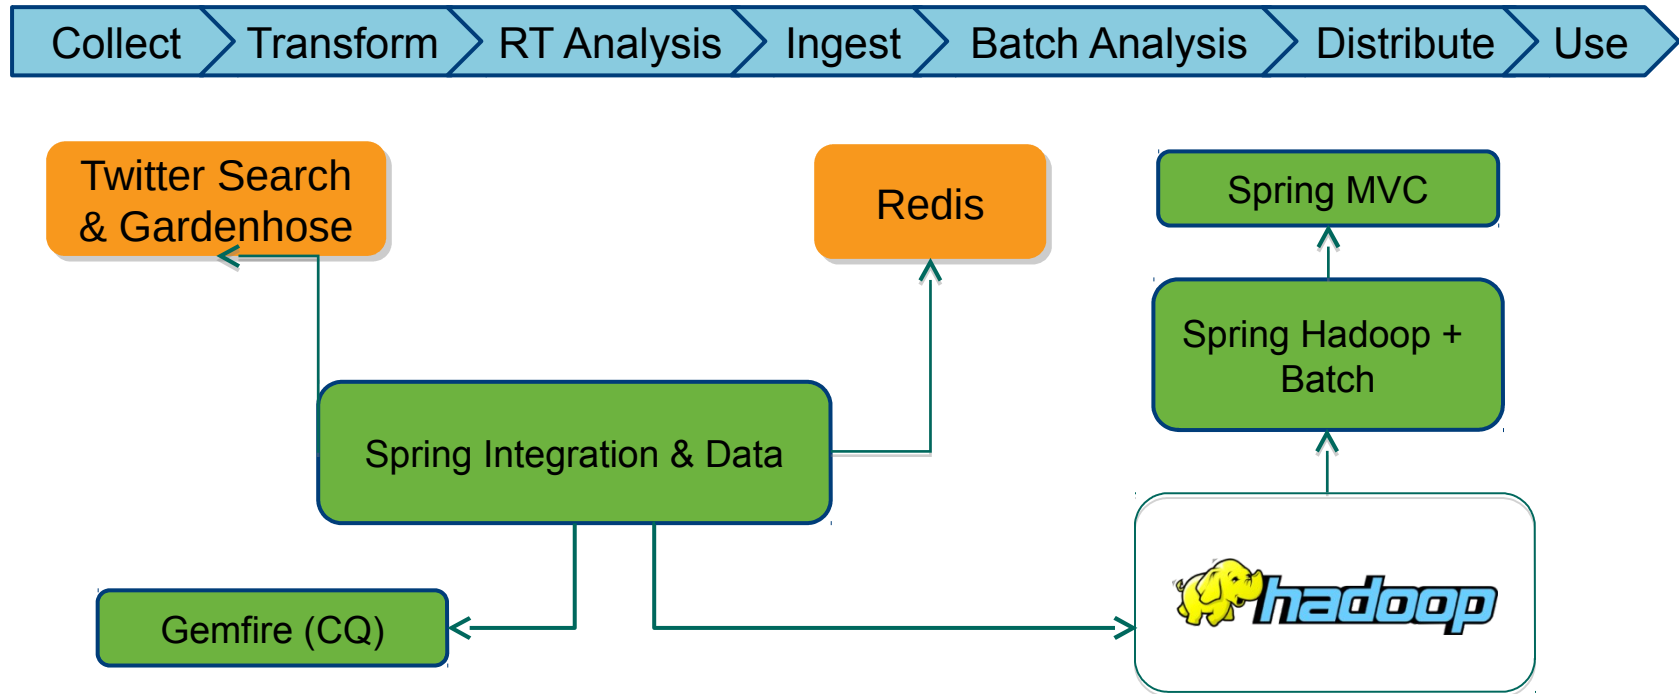 Collect
Transform
RT Analysis
Ingest
Batch Analysis
Distribute
Use
Twitter Search
& Gardenhose
Redis
Spring MVC
Spring Hadoop +
Batch
Spring Integration & Data
Gemfire (CQ)
hadoop